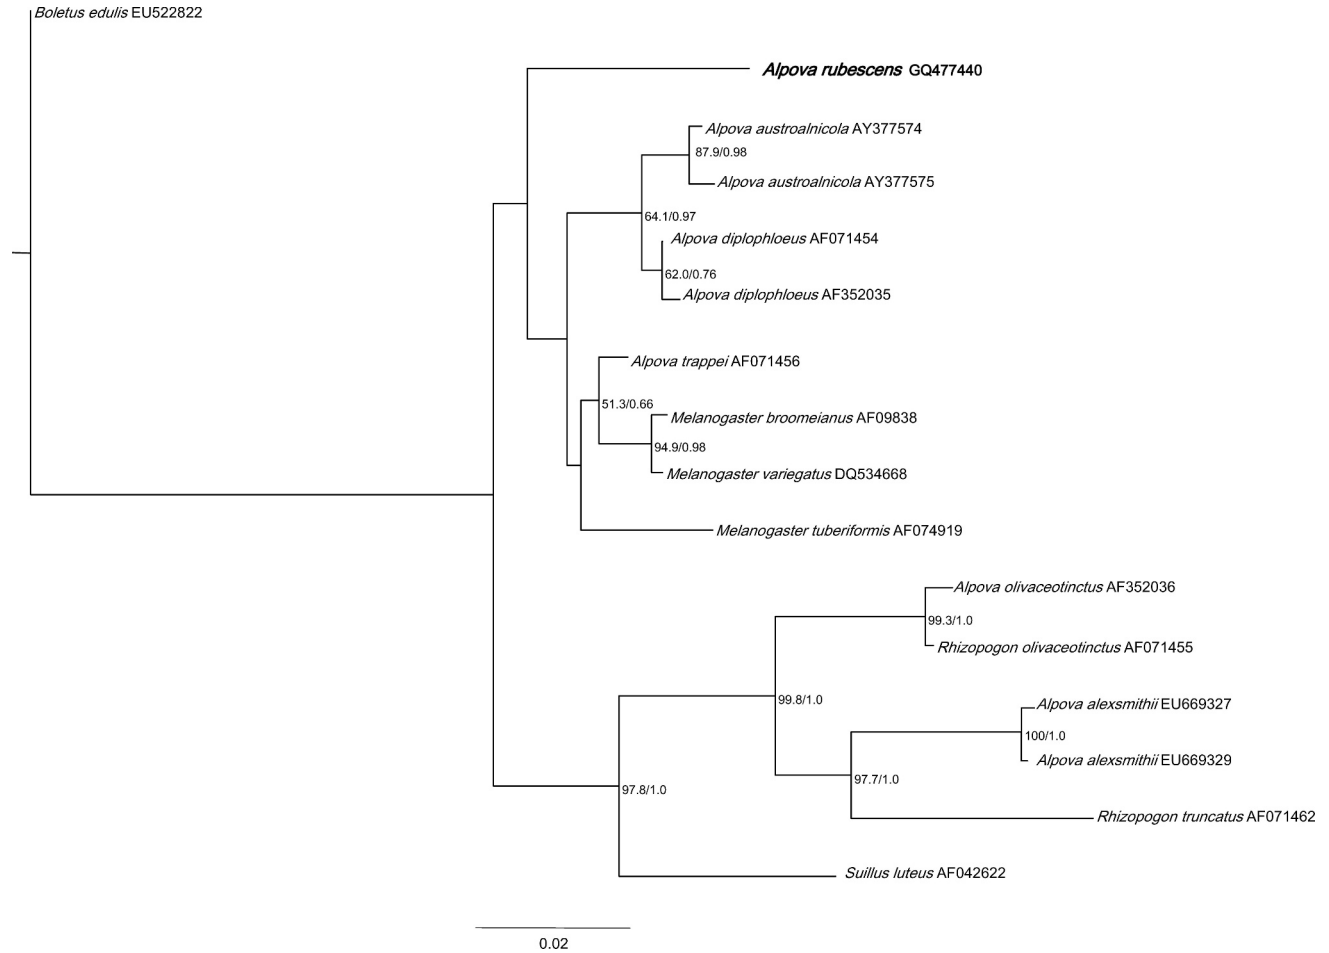 Boletus edulis EU522822
Alpova rubescens GQ477440
Alpova austroalnicola AY377574
87.9/0.98
Alpova austroalnicola AY377575
64.1/0.97
Alpova diplophloeus AF071454
62.0/0.76
Alpova diplophloeus AF352035
Alpova trappei AF071456
51.3/0.66
Melanogaster broomeianus AF09838
94.9/0.98
Melanogaster variegatus DQ534668
Melanogaster tuberiformis AF074919
Alpova olivaceotinctus AF352036
99.3/1.0
Rhizopogon olivaceotinctus AF071455
99.8/1.0
Alpova alexsmithii EU669327
100/1.0
Alpova alexsmithii EU669329
97.7/1.0
97.8/1.0
Rhizopogon truncatus AF071462
Suillus luteus AF042622
0.02